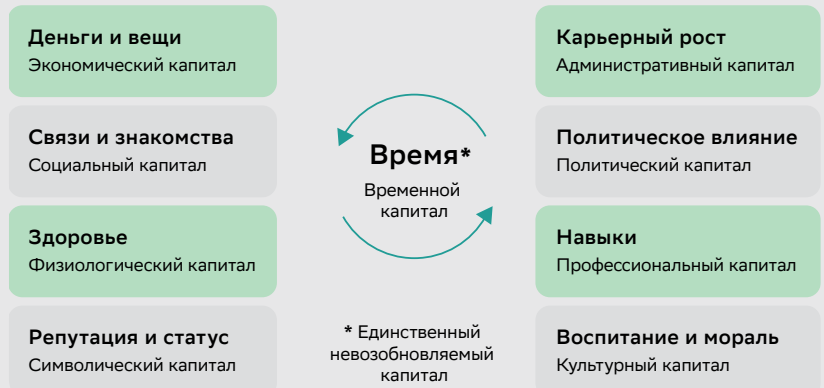 Деньги и вещи
Экономический капитал
Связи и знакомства
Социальный капитал
Здоровье
Физиологический капитал
Репутация и статус
Символический капитал
Время*
Временной
капитал
* Единственный
невозобновляемый
капитал
Карьерный рост
Административный капитал
Политическое влияние
Политический капитал
Навыки
Профессиональный капитал
Воспитание и мораль
Культурный капитал